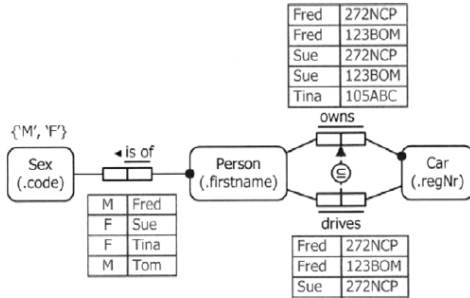 Fred 272NCP
Fred 123BOM
Sue 272NCP
Sue 123BOM
Tina 105ABC
owns
{'M', 'F'}
Sex
(.code)
◄ is of
Person
(.firstname)
⊆
Car
(.regNr)
M Fred
F Sue
F Tina
M Tom
drives
Fred 272NCP
Fred 123BOM
Sue 272NCP